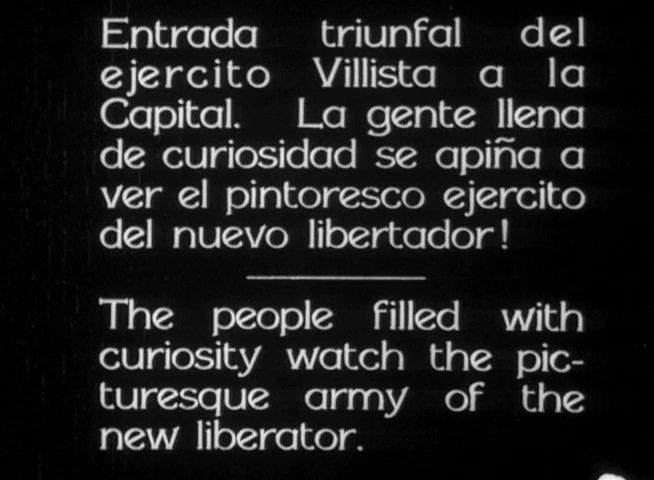 Entrada triunfal del
ejercito Villista a la
Capital. La gente llena
de curiosidad se apiña a
ver el pintoresco ejercito
del nuevo libertador!
The people filled with
curiosity watch the pic-
turesque army of the
new liberator.